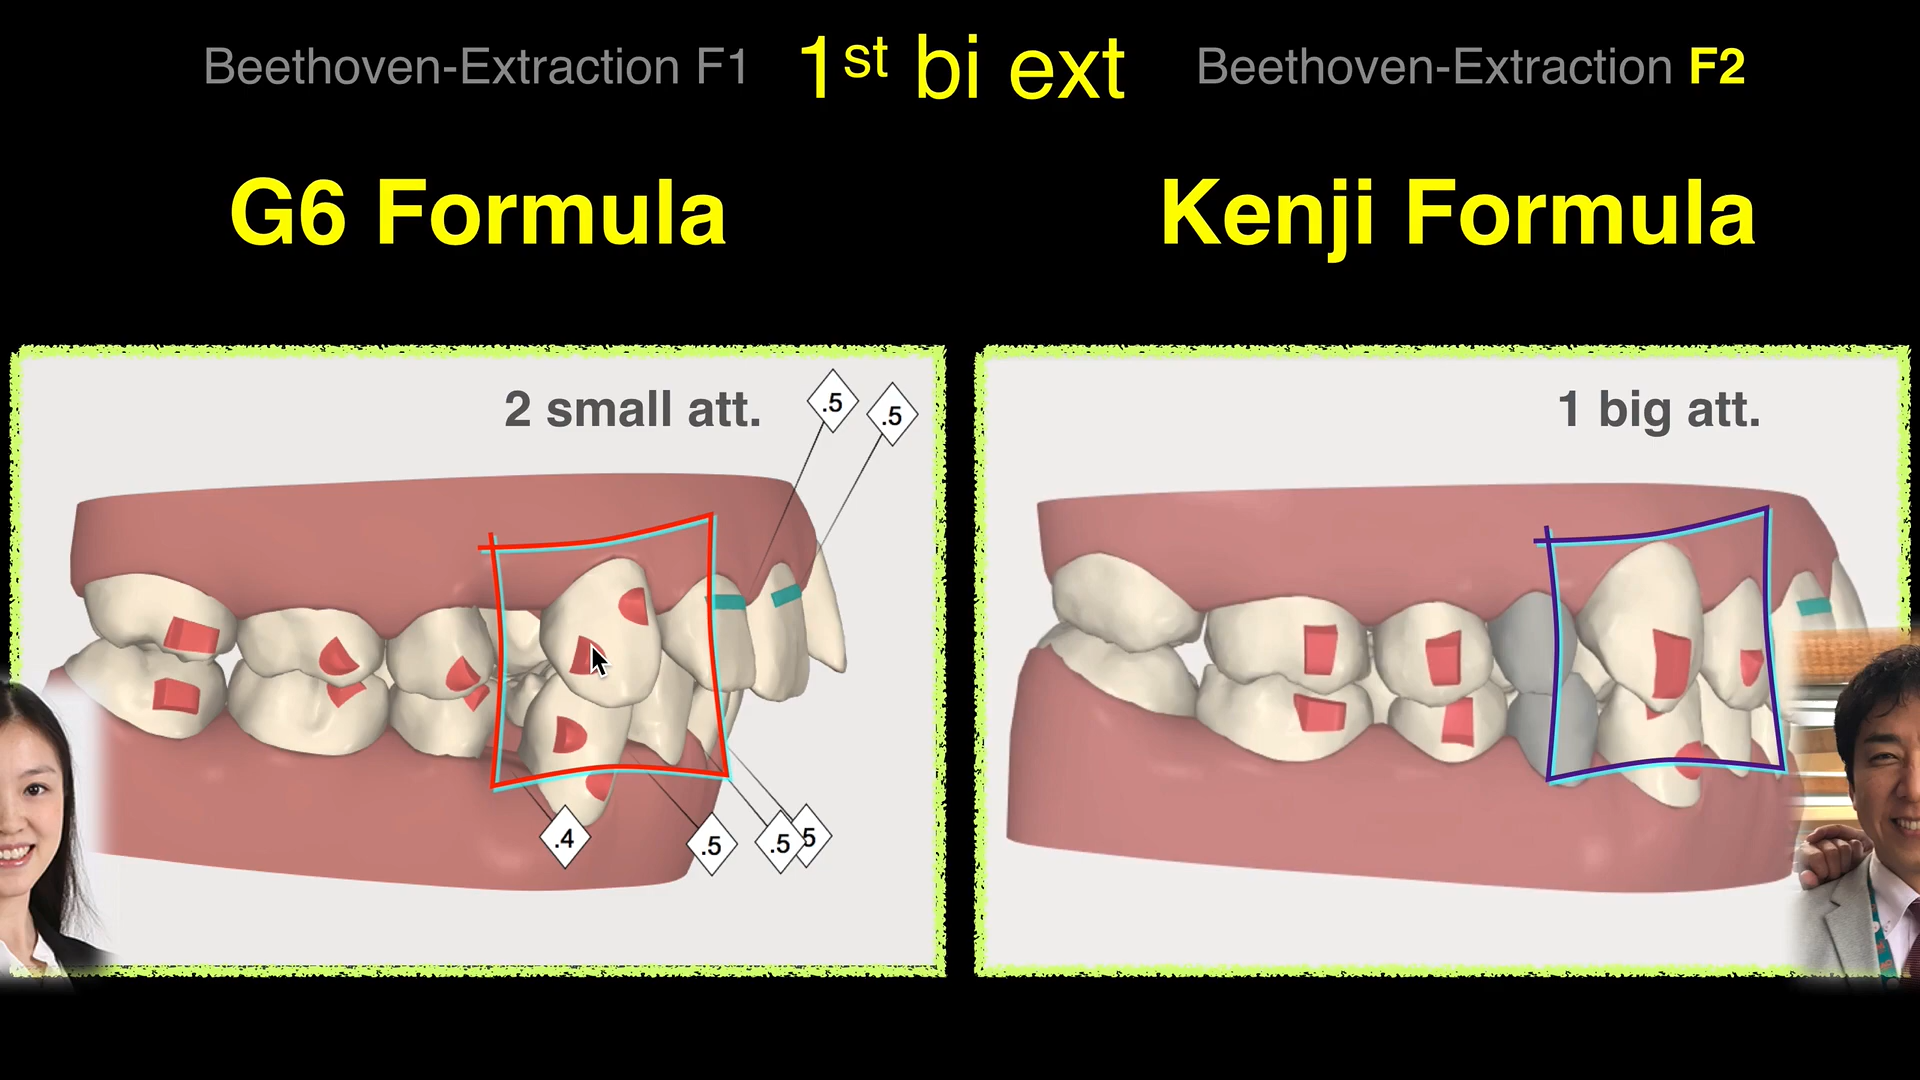 Beethoven-Extraction F1
1st bi ext
Beethoven-Extraction F2
G6 Formula
Kenji Formula
2 small att.
.5
.5
1 big att.
.4
.5
.5
5